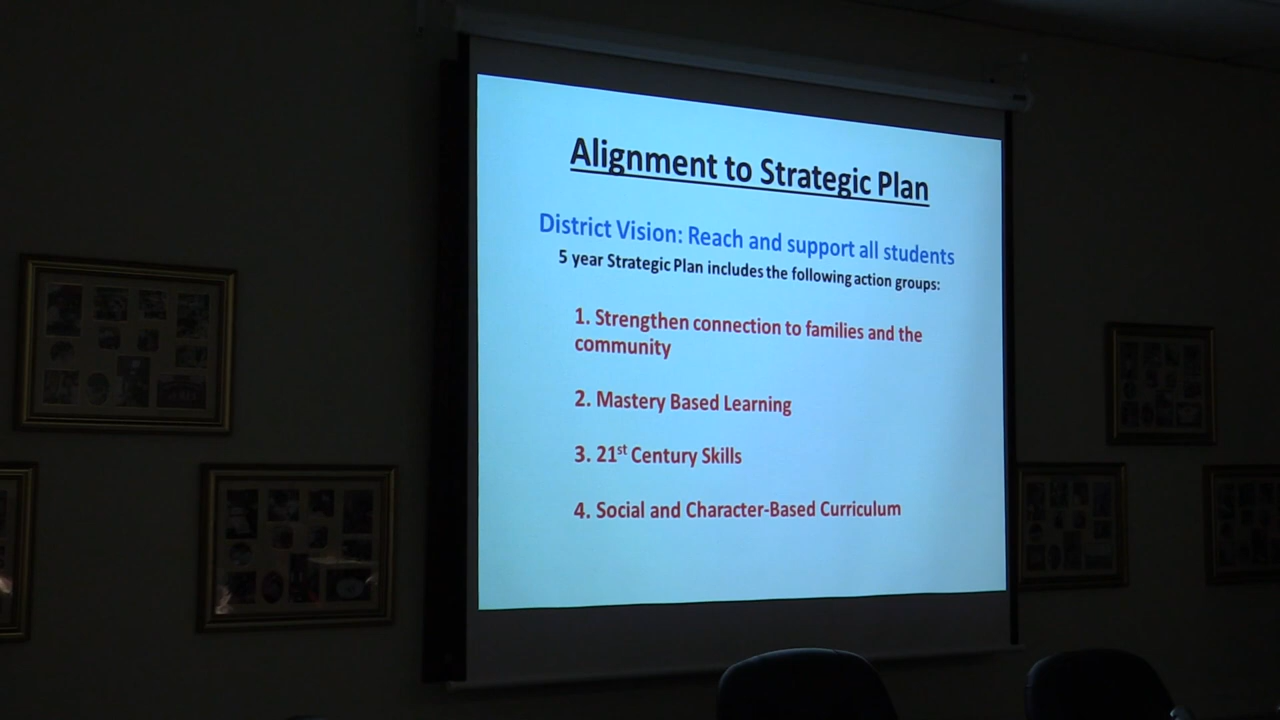 Alignment to Strategic Plan
District Vision: Reach and support all students
5 year Strategic Plan includes the following action groups:
1. Strengthen connection to families and the
community
2. Mastery Based Learning
3. 21st Century Skills
4. Social and Character-Based Curriculum